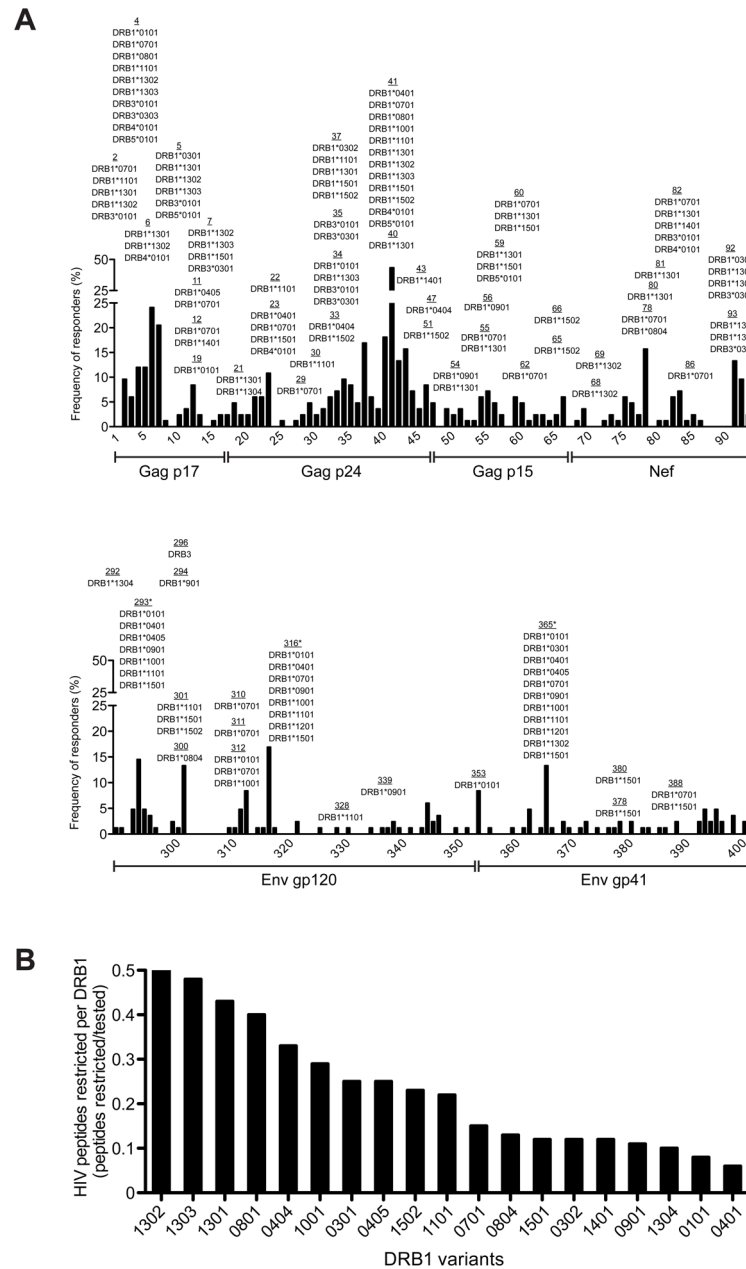 A
4
DRB1*0101
DRB1*0701
DRB1*0801
DRB1*1101
DRB1*1302
DRB1*1303
DRB3*0101
DRB3*0303
DRB4*0101
DRB5*0101
2
DRB1*0701
DRB1*1101
DRB1*1301
DRB1*1302
DRB3*0101
5
DRB1*0301
DRB1*1301
DRB1*1302
DRB1*1303
DRB3*0101
DRB5*0101
6
DRB1*1301
DRB1*1302
DRB4*0101
7
DRB1*1302
DRB1*1303
DRB1*1501
DRB3*0301
11
DRB1*0405
DRB1*0701
12
DRB1*0701
DRB1*1401
19
DRB1*0101
21
DRB1*1301
DRB1*1304
22
DRB1*1101
23
DRB1*0401
DRB1*0701
DRB1*1501
DRB4*0101
29
DRB1*0701
30
DRB1*1101
37
DRB1*0302
DRB1*1101
DRB1*1301
DRB1*1501
DRB1*1502
35
DRB3*0101
DRB3*0301
34
DRB1*0101
DRB1*1303
DRB3*0101
DRB3*0301
33
DRB1*0404
DRB1*1502
41
DRB1*0401
DRB1*0701
DRB1*0801
DRB1*1001
DRB1*1101
DRB1*1301
DRB1*1302
DRB1*1303
DRB1*1501
DRB1*1502
DRB4*0101
DRB5*0101
40
DRB1*1301
43
DRB1*1401
47
DRB1*0404
51
DRB1*1502
54
DRB1*0901
DRB1*1301
60
DRB1*0701
DRB1*1301
DRB1*1501
59
DRB1*1301
DRB1*1501
DRB5*0101
56
DRB1*0901
55
DRB1*0701
DRB1*1301
62
DRB1*0701
66
DRB1*1502
65
DRB1*1502
69
DRB1*1302
68
DRB1*1302
82
DRB1*0701
DRB1*1301
DRB1*1401
DRB3*0101
DRB4*0101
81
DRB1*1301
80
DRB1*1301
78
DRB1*0701
DRB1*0804
86
DRB1*0701
92
DRB1*030
DRB1*130
DRB1*130
DRB3*030
93
DRB1*13
DRB1*13
DRB3*03
Frequency of responders (%)
50
25
25
20
15
10
5
0
1 5 10 15 20 25 30 35 40 45 50 55 60 65 70 75 80 85 90
Gag p17 Gag p24 Gag p15 Nef
296
DRB3
292
DRB1*1304
294
DRB1*901
293*
DRB1*0101
DRB1*0401
DRB1*0405
DRB1*0901
DRB1*1001
DRB1*1101
DRB1*1501
301
DRB1*1101
DRB1*1501
DRB1*1502
300
DRB1*0804
310
DRB1*0701
311
DRB1*0701
312
DRB1*0101
DRB1*0701
DRB1*1001
316*
DRB1*0101
DRB1*0401
DRB1*0701
DRB1*0901
DRB1*1001
DRB1*1101
DRB1*1201
DRB1*1501
328
DRB1*1101
339
DRB1*0901
353
DRB1*0101
365*
DRB1*0101
DRB1*0301
DRB1*0401
DRB1*0405
DRB1*0701
DRB1*0901
DRB1*1001
DRB1*1101
DRB1*1201
DRB1*1302
DRB1*1501
380
DRB1*1501
378
DRB1*1501
388
DRB1*0701
DRB1*1501
Frequency of responders (%)
50
25
25
20
15
10
5
0
300 310 320 330 340 350 360 370 380 390 400
Env gp120 Env gp41
B
HIV peptides restricted per DRB1
(peptides restricted/tested)
0.5
0.4
0.3
0.2
0.1
0
1302 1303 1301 0801 0404 1001 0301 0405 1502 1101 0701 0804 1501 0302 1401 0901 1304 0101 0401
DRB1 variants